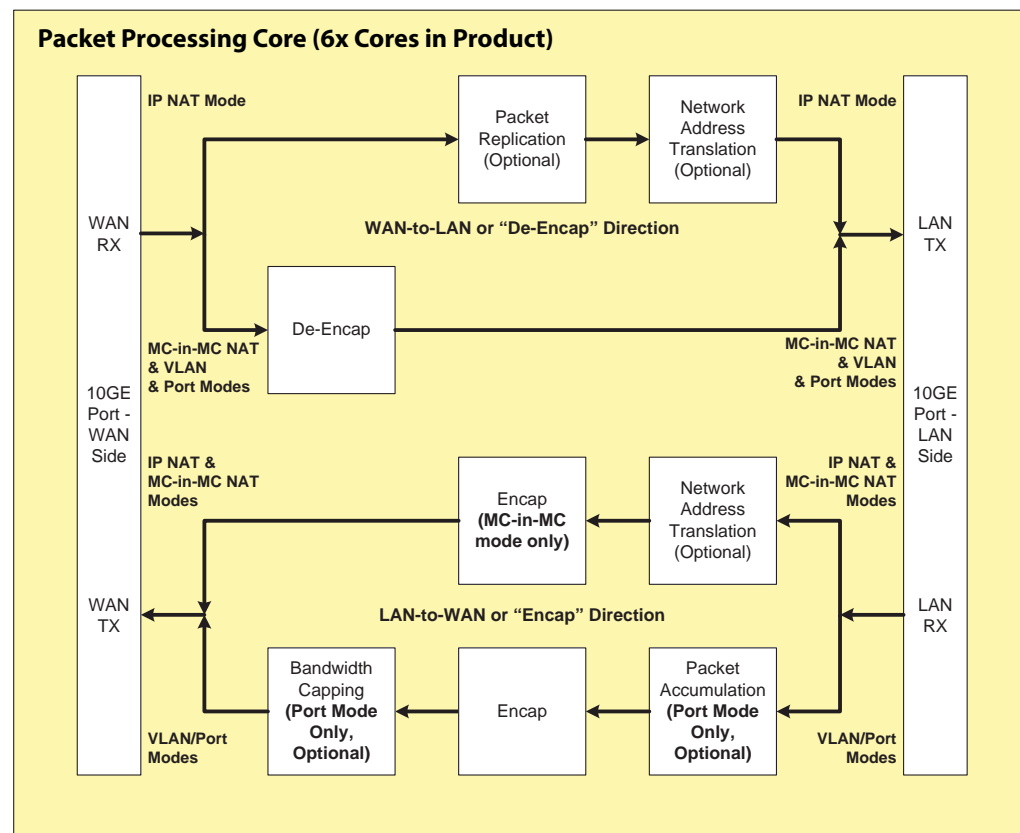 Packet Processing Core (6x Cores in Product)
IP NAT Mode
Packet
Replication
(Optional)
Network
Address
Translation
(Optional)
IP NAT Mode
WAN
RX
WAN-to-LAN or “De-Encap” Direction
LAN
TX
De-Encap
MC-in-MC NAT
& VLAN
& Port Modes
MC-in-MC NAT
& VLAN
& Port Modes
10GE
Port -
WAN
Side
10GE
Port -
LAN
Side
IP NAT &
MC-in-MC NAT
Modes
Encap
(MC-in-MC
mode only)
Network
Address
Translation
(Optional)
IP NAT &
MC-in-MC NAT
Modes
WAN
TX
LAN-to-WAN or “Encap” Direction
LAN
RX
Bandwidth
Capping
(Port Mode
Only,
Optional)
Encap
Packet
Accumulation
(Port Mode
Only,
Optional)
VLAN/Port
Modes
VLAN/Port
Modes